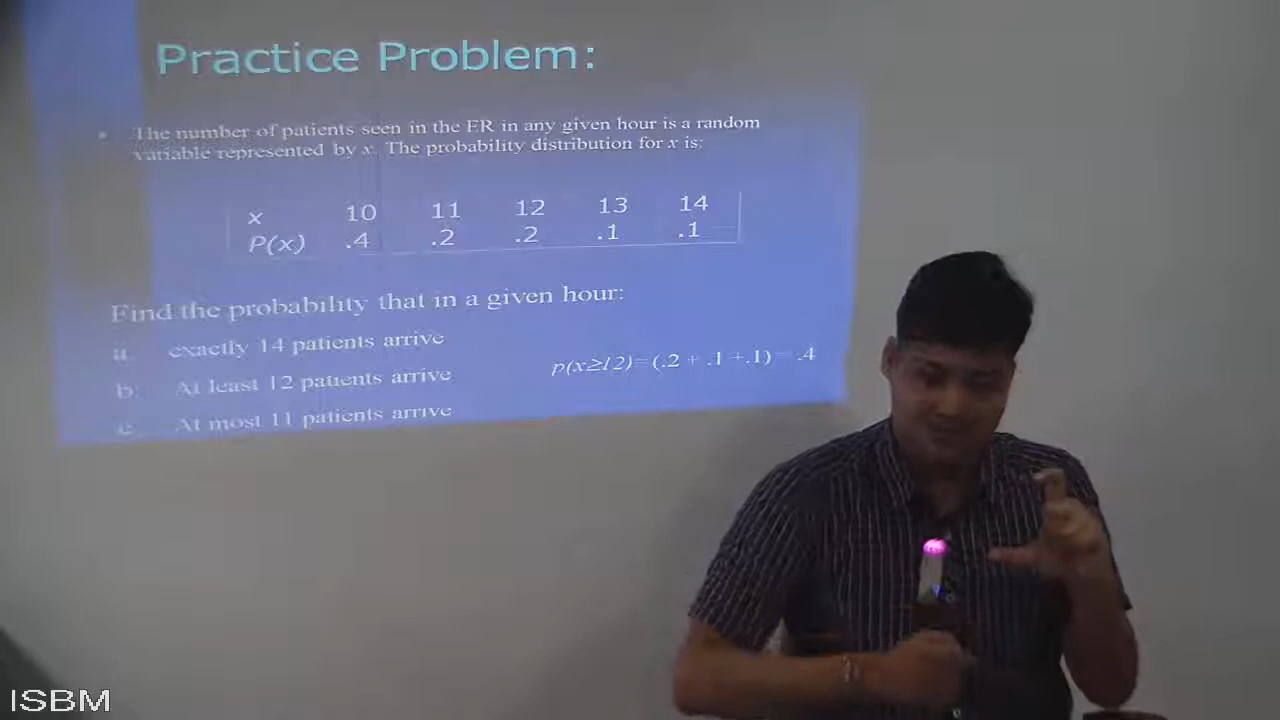 Practice Problem:
• The number of patients seen in the ER in any given hour is a random
variable represented by x. The probability distribution for x is:
x 10 11 12 13 14
P(x) .4 .2 .2 .1 .1
Find the probability that in a given hour:
a. exactly 14 patients arrive
b. At least 12 patients arrive
p(x≥12)= (.2 + .1 +.1) = .4
c. At most 11 patients arrive
ISBM